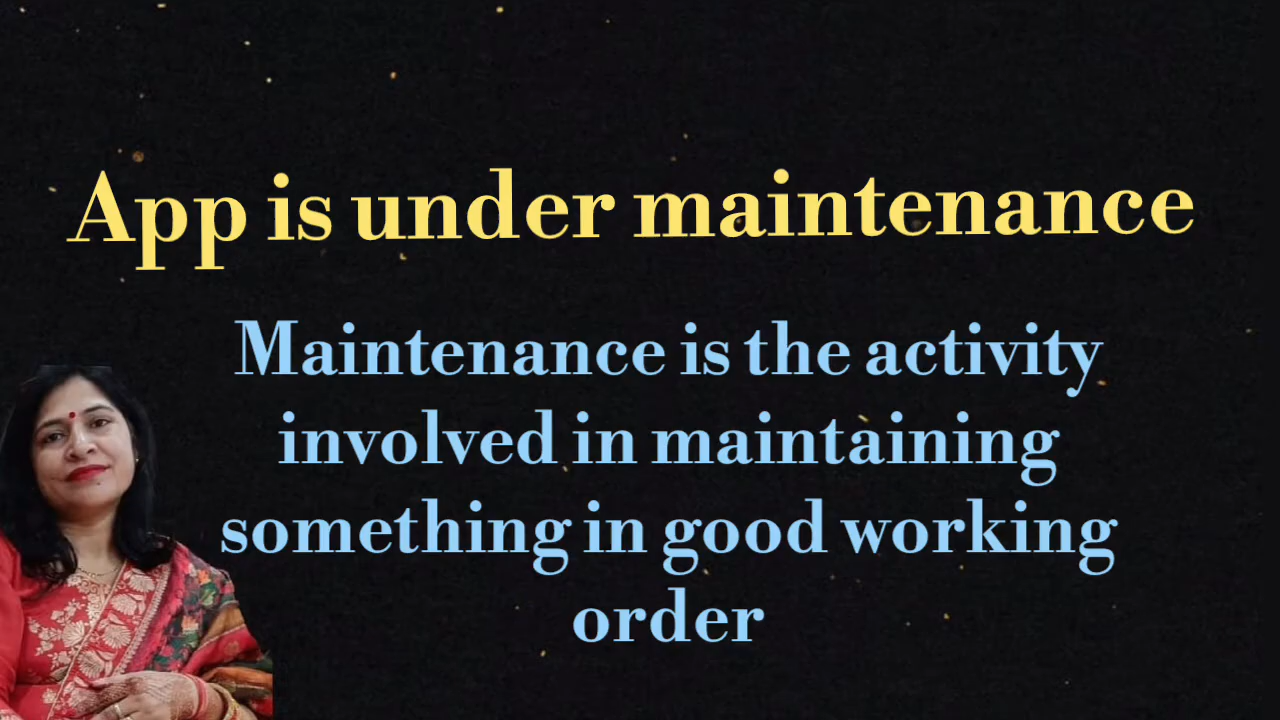 App is under maintenance
Maintenance is the activity
involved in maintaining
something in good working
order